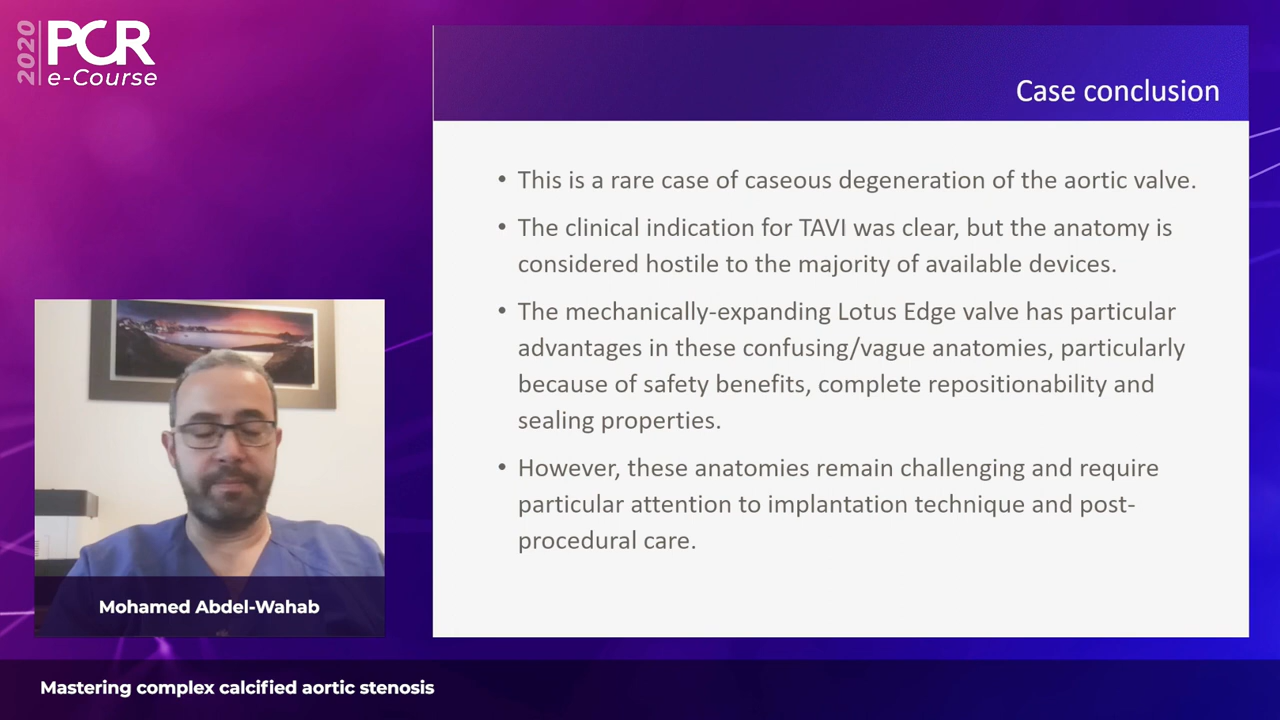 2020
PCR
e-Course
Case conclusion
• This is a rare case of caseous degeneration of the aortic valve.
• The clinical indication for TAVI was clear, but the anatomy is
considered hostile to the majority of available devices.
• The mechanically-expanding Lotus Edge valve has particular
advantages in these confusing/vague anatomies, particularly
because of safety benefits, complete repositionability and
sealing properties.
• However, these anatomies remain challenging and require
particular attention to implantation technique and post-
procedural care.
Mohamed Abdel-Wahab
Mastering complex calcified aortic stenosis